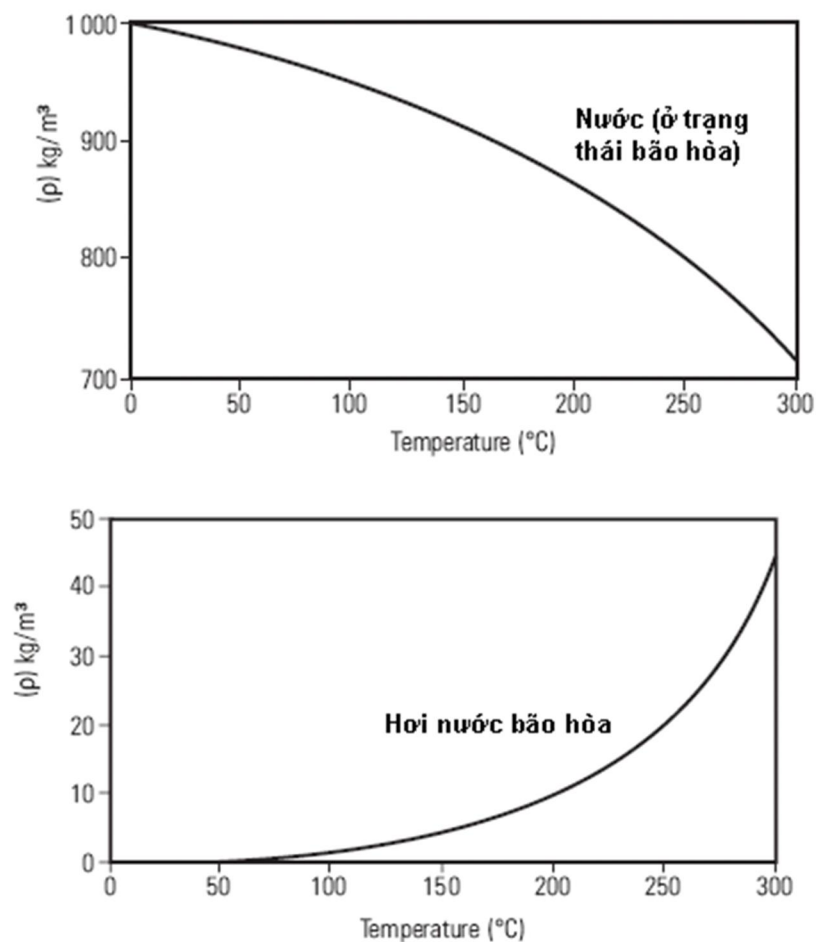 1 000
900
800
700
(ρ) kg/m³
Nước (ở trạng
thái bão hòa)
0 50 100 150 200 250 300
Temperature (°C)
50
40
30
20
10
0
(ρ) kg/m³
Hơi nước bão hòa
0 50 100 150 200 250 300
Temperature (°C)